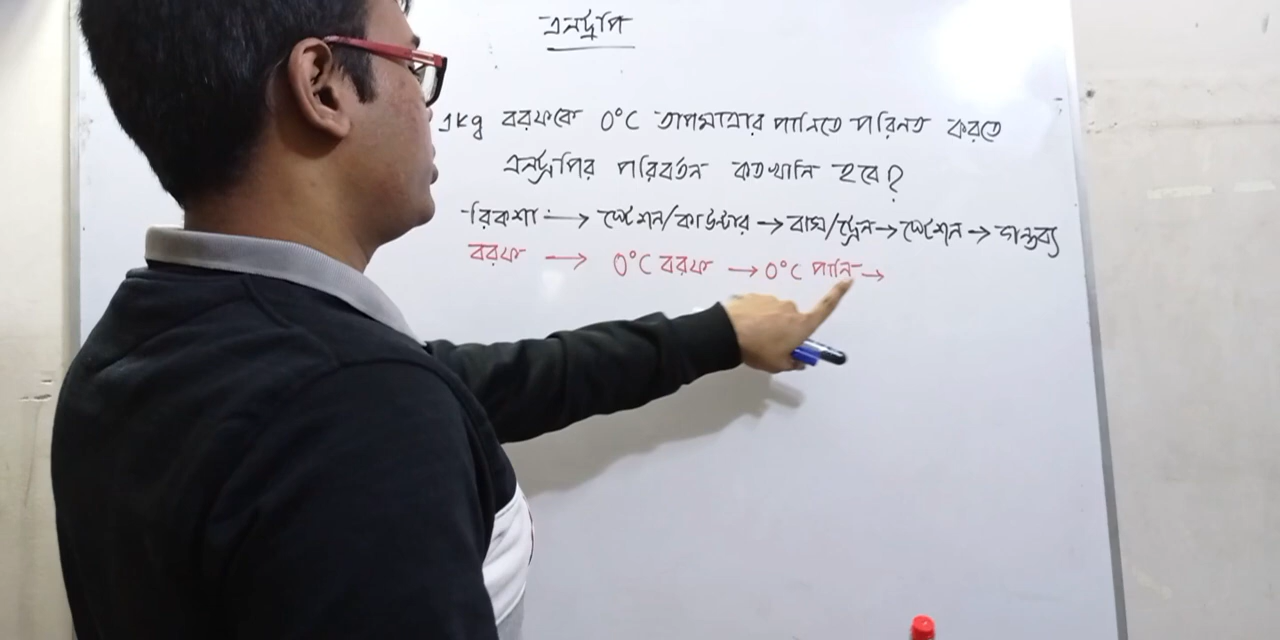 এনট্রপি
1kg বরফকে 0°C তাপমাত্রার পানিতে পরিনত করতে
এনট্রপির পরিবর্তন কতখানি হবে?
রিকশা → স্টেশন/কাউন্টার → বাস/ট্রেন → স্টেশন → গন্তব্য
বরফ → 0°C বরফ → 0°C পানি →